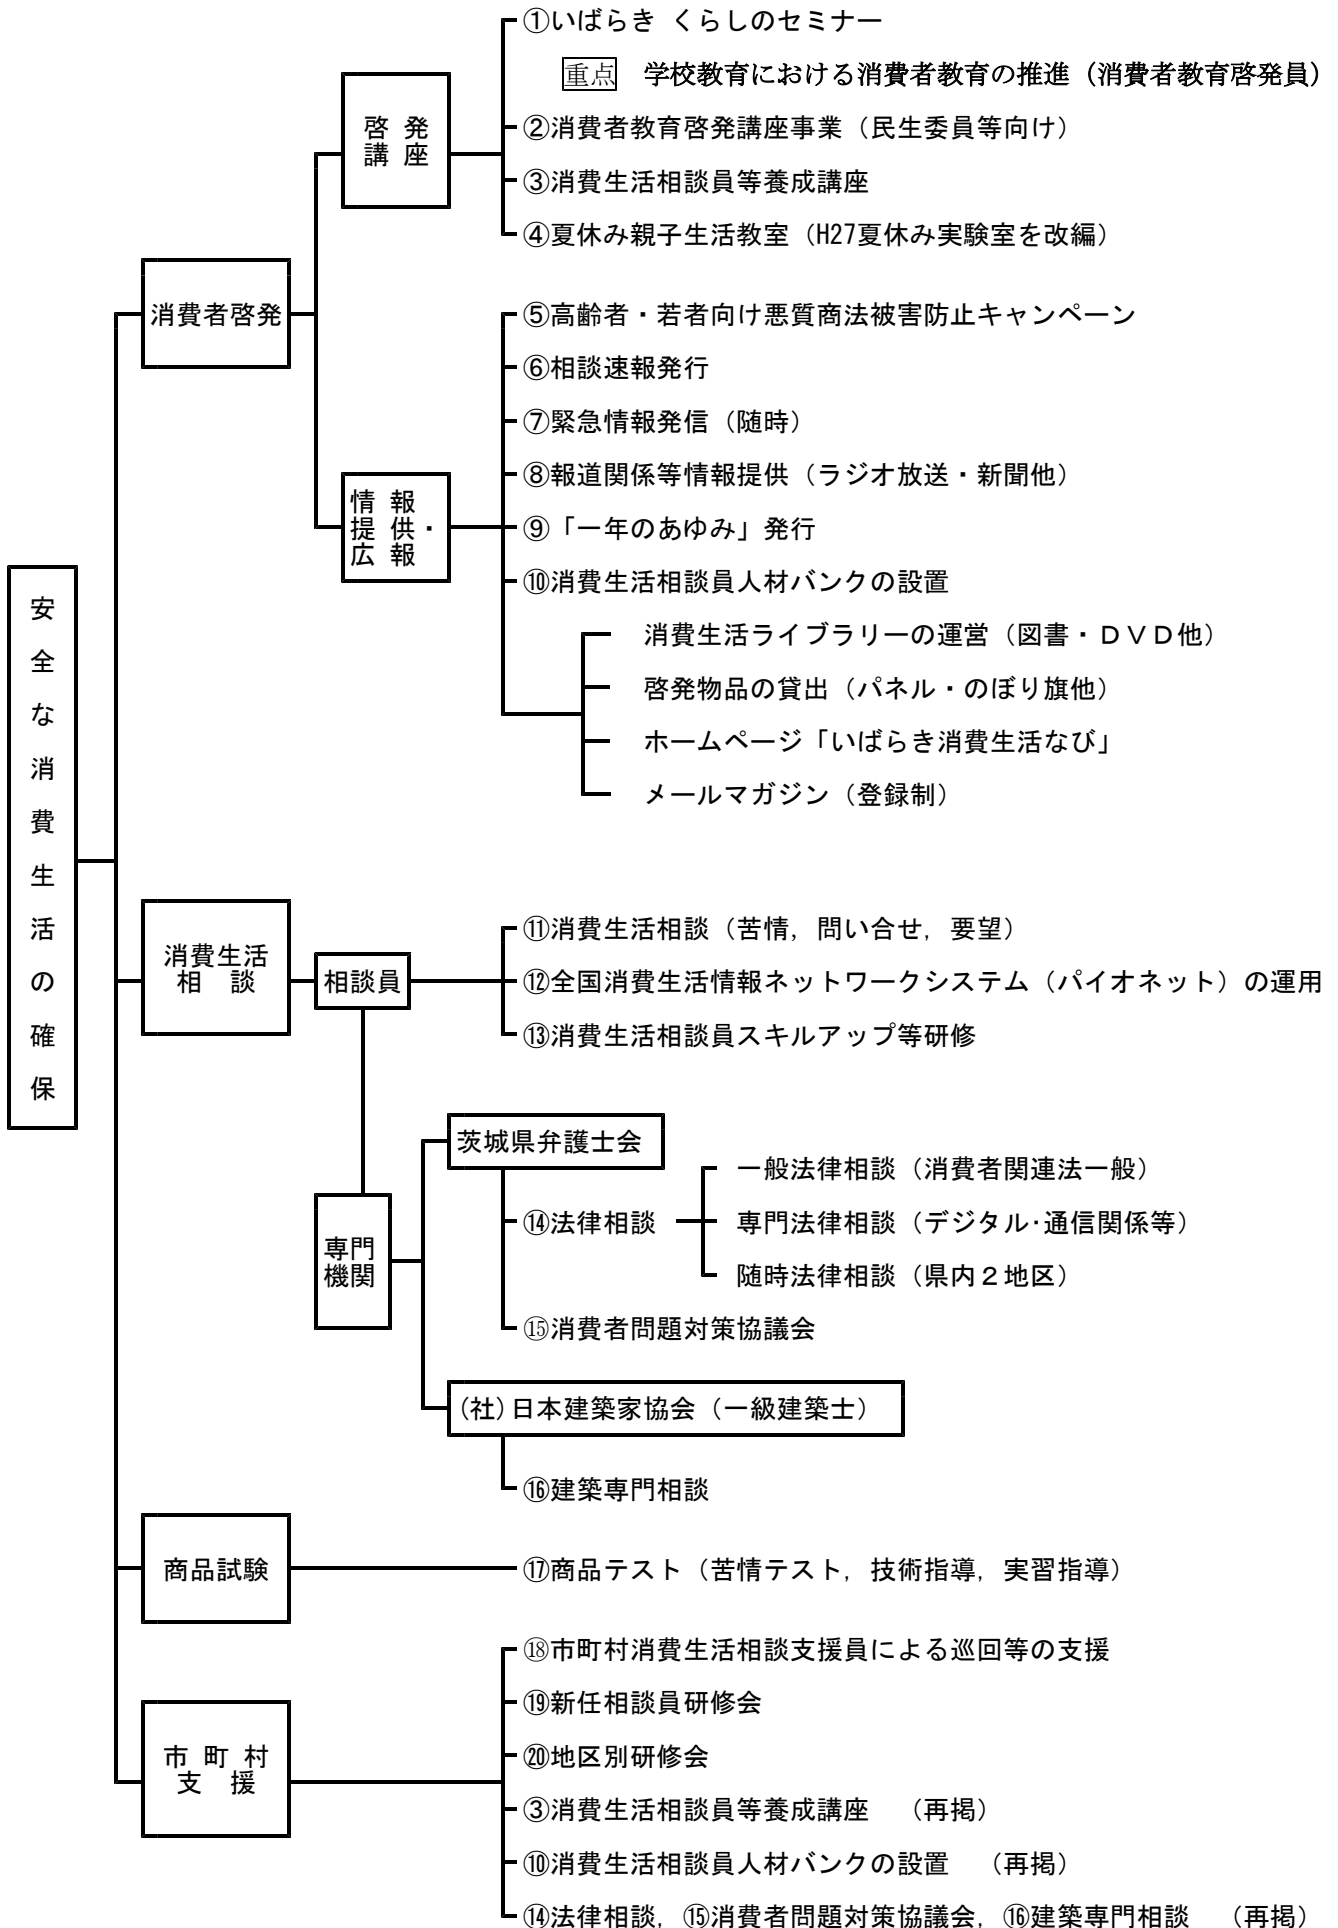 安全な消費生活の確保
消費者啓発
啓発
講座
①いばらき くらしのセミナー
重点 学校教育における消費者教育の推進（消費者教育啓発員）
②消費者教育啓発講座事業（民生委員等向け）
③消費生活相談員等養成講座
④夏休み親子生活教室（H27夏休み実験室を改編）
情報
提供・
広報
⑤高齢者・若者向け悪質商法被害防止キャンペーン
⑥相談速報発行
⑦緊急情報発信（随時）
⑧報道関係等情報提供（ラジオ放送・新聞他）
⑨「一年のあゆみ」発行
⑩消費生活相談員人材バンクの設置
消費生活ライブラリーの運営（図書・ＤＶＤ他）
啓発物品の貸出（パネル・のぼり旗他）
ホームページ「いばらき消費生活なび」
メールマガジン（登録制）
消費生活
相　談
相談員
⑪消費生活相談（苦情，問い合せ，要望）
⑫全国消費生活情報ネットワークシステム（パイオネット）の運用
⑬消費生活相談員スキルアップ等研修
専門
機関
茨城県弁護士会
⑭法律相談
一般法律相談（消費者関連法一般）
専門法律相談（デジタル･通信関係等）
随時法律相談（県内２地区）
⑮消費者問題対策協議会
(社)日本建築家協会（一級建築士）
⑯建築専門相談
商品試験
⑰商品テスト（苦情テスト，技術指導，実習指導）
市町村
支　援
⑱市町村消費生活相談支援員による巡回等の支援
⑲新任相談員研修会
⑳地区別研修会
③消費生活相談員等養成講座　（再掲）
⑩消費生活相談員人材バンクの設置　（再掲）
⑭法律相談，⑮消費者問題対策協議会，⑯建築専門相談　（再掲）